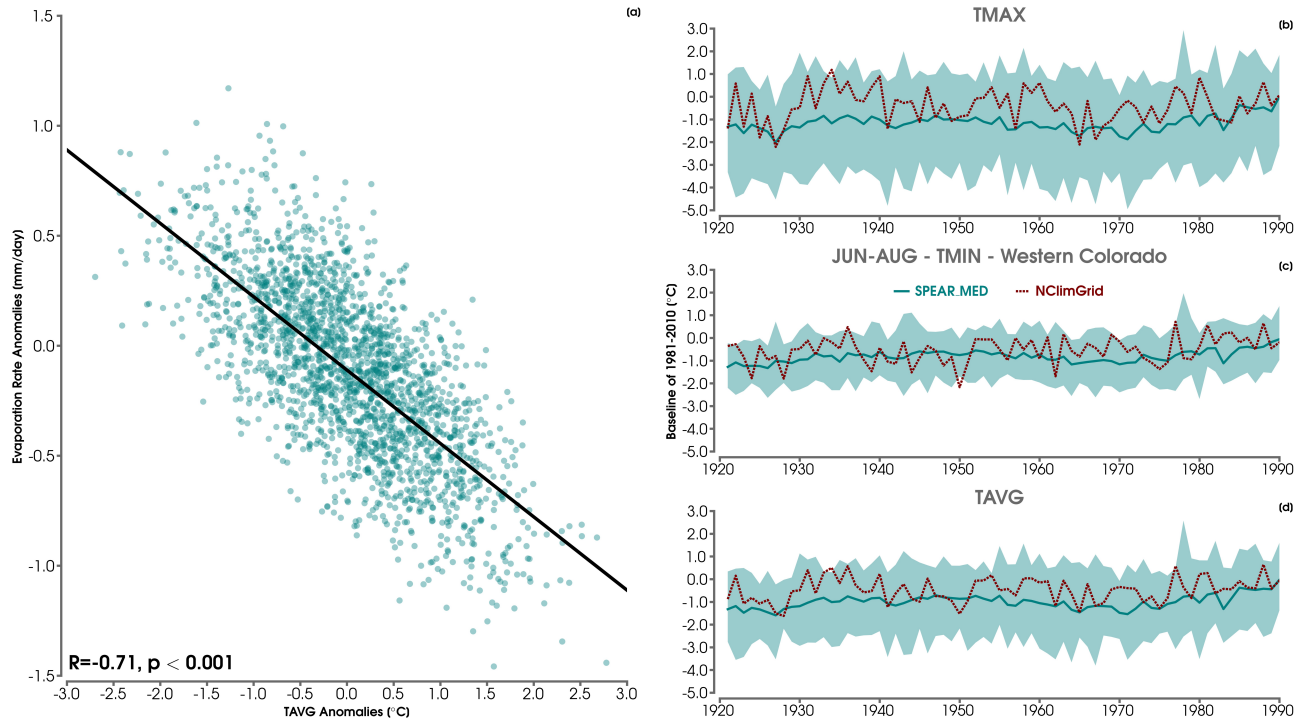 (a)
1.5
1.0
0.5
0.0
-0.5
-1.0
-1.5
Evaporation Rate Anomalies (mm/day)
R=-0.71, p < 0.001
-3.0 -2.5 -2.0 -1.5 -1.0 -0.5 0.0 0.5 1.0 1.5 2.0 2.5 3.0
TAVG Anomalies (°C)
TMAX
(b)
3.0
2.0
1.0
0.0
-1.0
-2.0
-3.0
-4.0
-5.0
1920 1930 1940 1950 1960 1970 1980 1990
JUN-AUG - TMIN - Western Colorado
(c)
SPEAR_MED NClimGrid
3.0
2.0
1.0
0.0
-1.0
-2.0
-3.0
-4.0
-5.0
Baseline of 1981-2010 (°C)
1920 1930 1940 1950 1960 1970 1980 1990
TAVG
(d)
3.0
2.0
1.0
0.0
-1.0
-2.0
-3.0
-4.0
-5.0
1920 1930 1940 1950 1960 1970 1980 1990